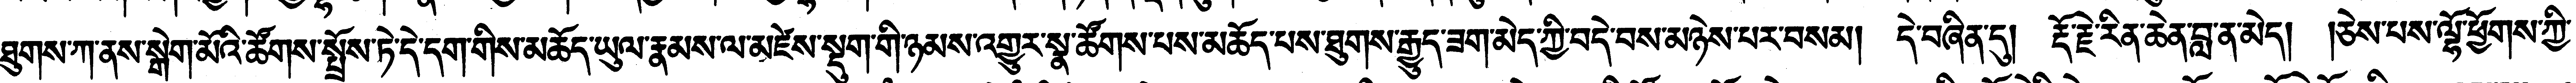 ཐུགས་ཀ་ནས་སྒེག་མོའི་ཚོགས་སྤྲོས་ཏེ་དེ་དག་གིས་མཆོད་ཡུལ་རྣམས་ལ་མཛེས་སྡུག་གི་ཉམས་འགྱུར་སྣ་ཚོགས་པས་མཆོད་པས་ཐུགས་རྒྱུད་ཟག་མེད་ཀྱི་བདེ་བས་མཉེས་པར་བསམ། དེ་བཞིན་དུ། རྡོ་རྗེ་རིན་ཆེན་བླ་ན་མེད། །ཅེས་པས་ལྷོ་ཕྱོགས་ཀྱི་